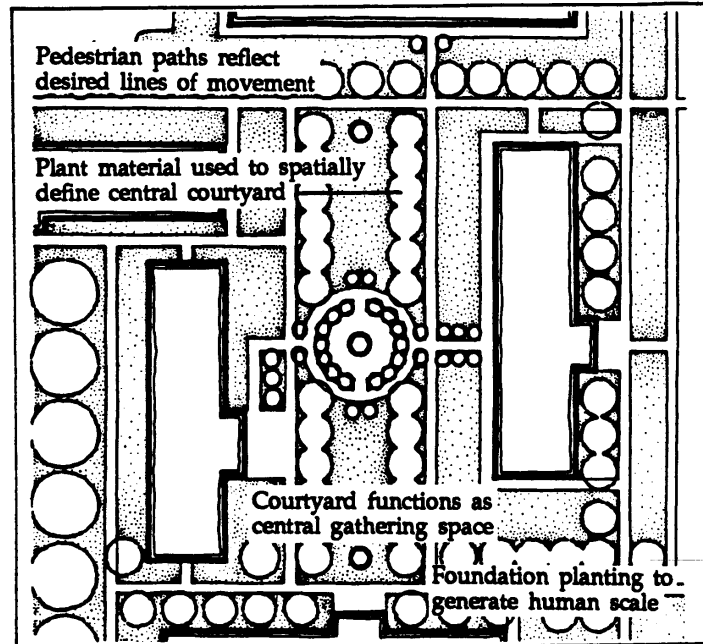 Pedestrian paths reflect
desired lines of movement
Plant material used to spatially
define central courtyard
Courtyard functions as
central gathering space
Foundation planting to
generate human scale